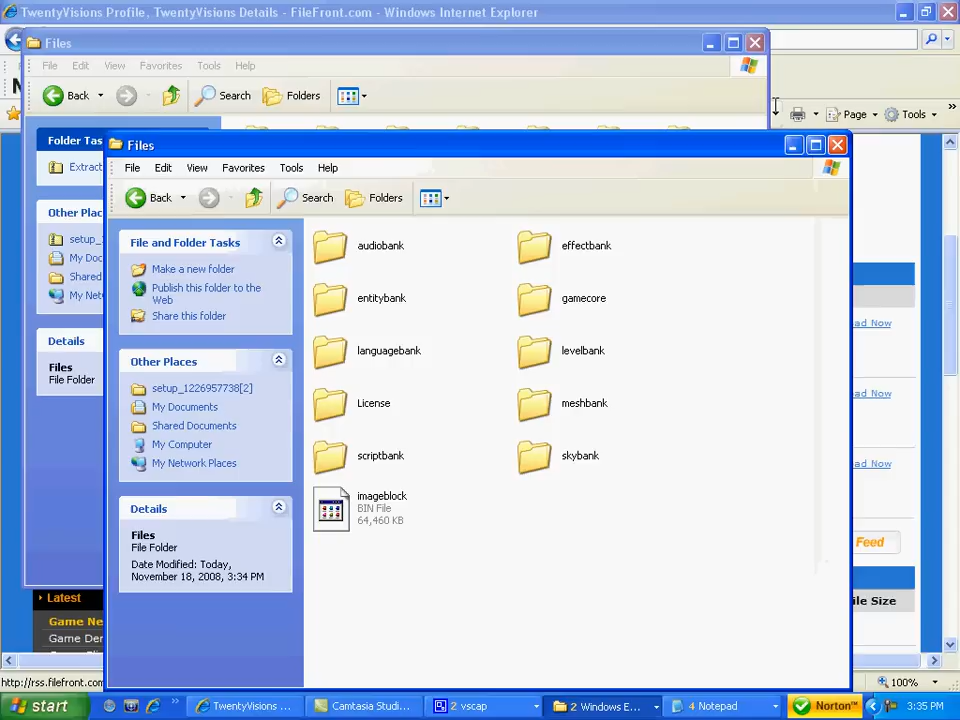 TwentyVisions Profile, TwentyVisions Details - FileFront.com - Windows Internet Explorer
Files
File Edit View Favorites Tools Help
Back Search Folders
Page Tools »
Folder Tas
Extract
Other Plac
setup_1
My Doc
Shared
My Net
Details
Files
File Folder
Files
File Edit View Favorites Tools Help
Back Search Folders
File and Folder Tasks
Make a new folder
Publish this folder to the
Web
Share this folder
Other Places
setup_1226957738[2]
My Documents
Shared Documents
My Computer
My Network Places
Details
Files
File Folder
Date Modified: Today,
November 18, 2008, 3:34 PM
audiobank effectbank
entitybank gamecore
languagebank levelbank
License meshbank
scriptbank skybank
imageblock
BIN File
64,460 KB
ad Now
ad Now
ad Now
Feed
ile Size
Latest
Game Ne
Game Der
http://rss.filefront.com
100%
start TwentyVisions ... Camtasia Studi... 2 vscap 2 Windows E... 4 Notepad Norton™ 3:35 PM